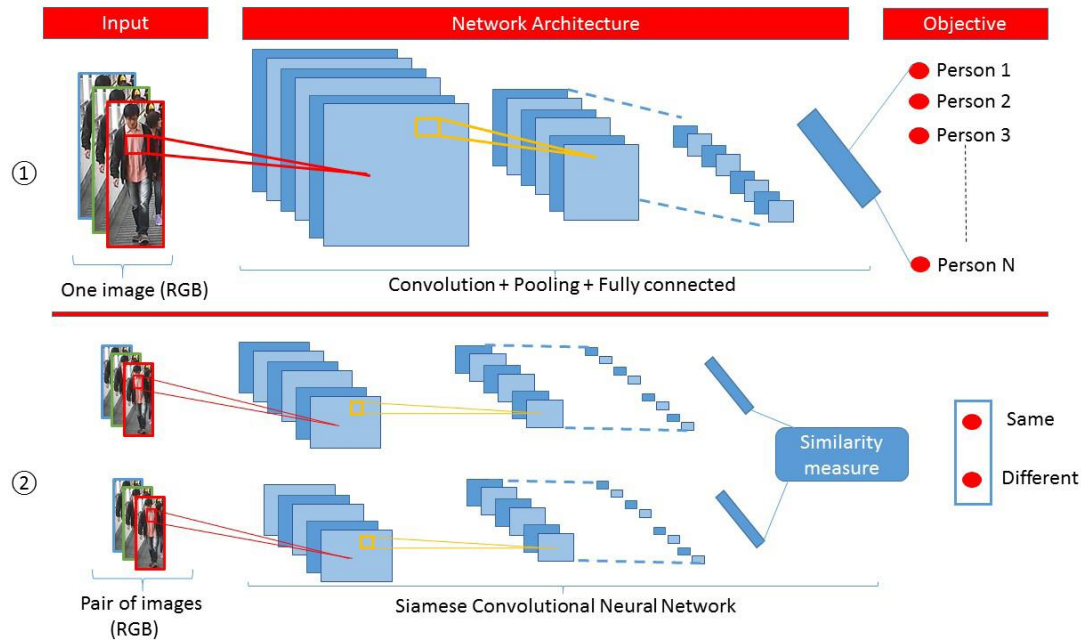 Input
Network Architecture
Objective
①
Person 1
Person 2
Person 3
Person N
One image (RGB)
Convolution + Pooling + Fully connected
②
Similarity
measure
Same
Different
Pair of images
(RGB)
Siamese Convolutional Neural Network